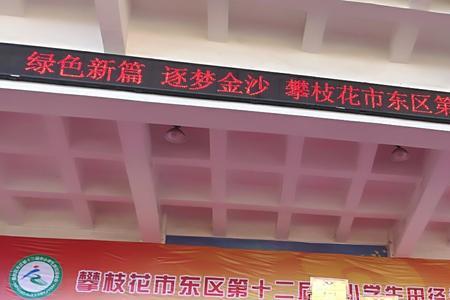 绿色新篇 逐梦金沙 攀枝花市东区第
攀枝花市东区第十二届 小学生田径